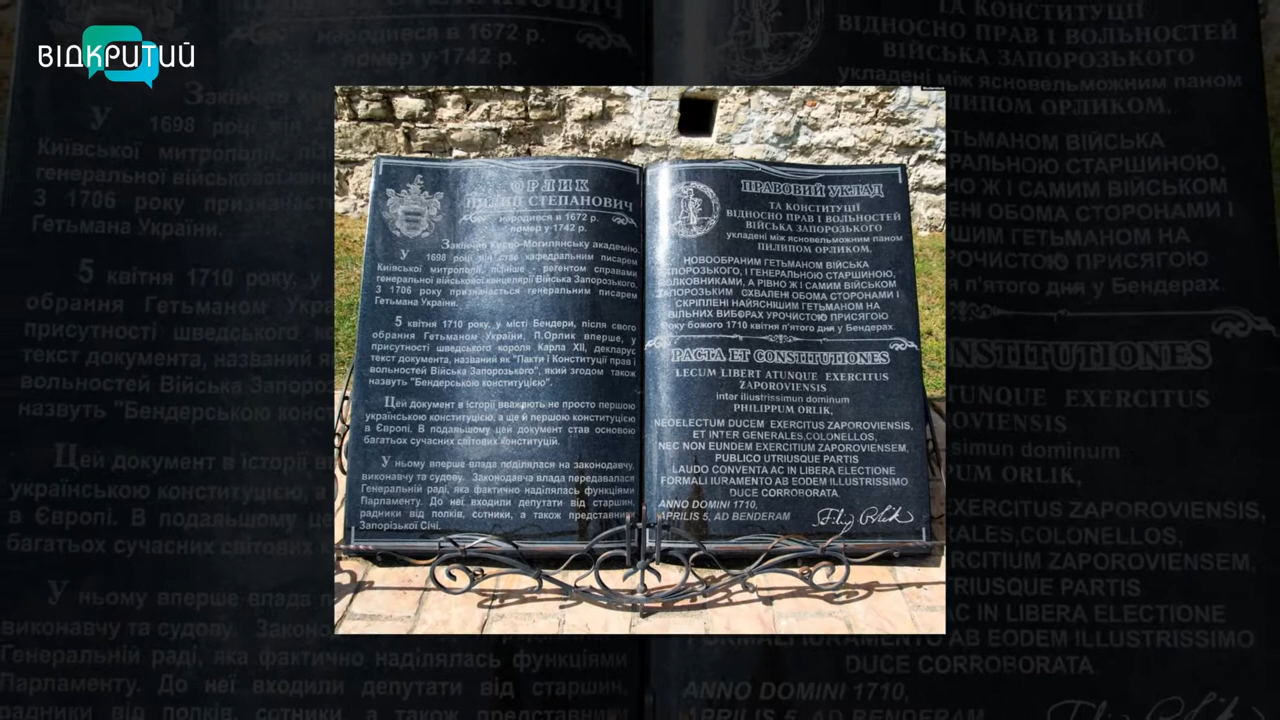 ВІДКРИТИЙ
ОРЛИК
ПИЛИП СТЕПАНОВИЧ
народився в 1672 р.
помер у 1742 р.
Закінчив Києво-Могилянську академію.
У 1698 році він став кафедральним писарем
Київської митрополії, пізніше - регентом справами
генеральної військової канцелярії Війська Запорозького,
З 1706 року призначається генеральним писарем
Гетьмана України.
5 квітня 1710 року, у місті Бендери, після свого
обрання Гетьманом України, П.Орлик вперше, у
присутності шведського короля Карла XII, декларує
текст документа, названий як "Пакти і Конституції прав і
вольностей Війська Запорозького", який згодом також
назвуть "Бендерською конституцією".
Цей документ в історії вважають не просто першою
українською конституцією, а ще й першою конституцією
в Європі. В подальшому цей документ став основою
багатьох сучасних світових конституцій.
У ньому вперше влада поділялася на законодавчу,
виконавчу та судову. Законодавча влада передавалася
Генеральній раді, яка фактично наділялась функціями
Парламенту. До неї входили депутати від старшин,
радники від полків, сотники, а також представники
Запорізької Січі.
ПРАВОВИЙ УКЛАД
ТА КОНСТИТУЦІЇ
ВІДНОСНО ПРАВ І ВОЛЬНОСТЕЙ
ВІЙСЬКА ЗАПОРУЗЬКОГО
укладені між ясновельможним паном
ПИЛИПОМ ОРЛИКОМ,
НОВООБРАНИМ ГЕТЬМАНОМ ВІЙСЬКА
ЗАПОРОЗЬКОГО, І ГЕНЕРАЛЬНОЮ СТАРШИНОЮ,
ПОЛКОВНИКАМИ, А РІВНО Ж І САМИМ ВІЙСЬКОМ
ЗАПОРОЗЬКИМ СХВАЛЕНІ ОБОМА СТОРОНАМИ І
СКРІПЛЕНІ НАЙЯСНІШИМ ГЕТЬМАНОМ НА
ВІЛЬНИХ ВИБОРАХ УРОЧИСТОЮ ПРИСЯГОЮ
Року божого 1710 квітня п'ятого дня у Бендерах.
PACTA ET CONSTITUTIONES
LECUM LIBERT ATUNQUE EXERCITUS
ZAPOROVIENSIS
inter illustrissimun dominum
PHILIPPUM ORLIK,
NEOELECTUM DUCEM EXERCITUS ZAPOROVIENSIS,
ET INTER GENERALES,COLONELLOS,
NEC NON EUNDEM EXERCITIUM ZAPOROVIENSEM,
PUBLICO UTRIUSQUE PARTIS
LAUDO CONVENTA AC IN LIBERA ELECTIONE
FORMALI IURAMENTO AB EODEM ILLUSTRISSIMO
DUCE CORROBORATA
ANNO DOMINI 1710,
APRILIS 5, AD BENDERAM